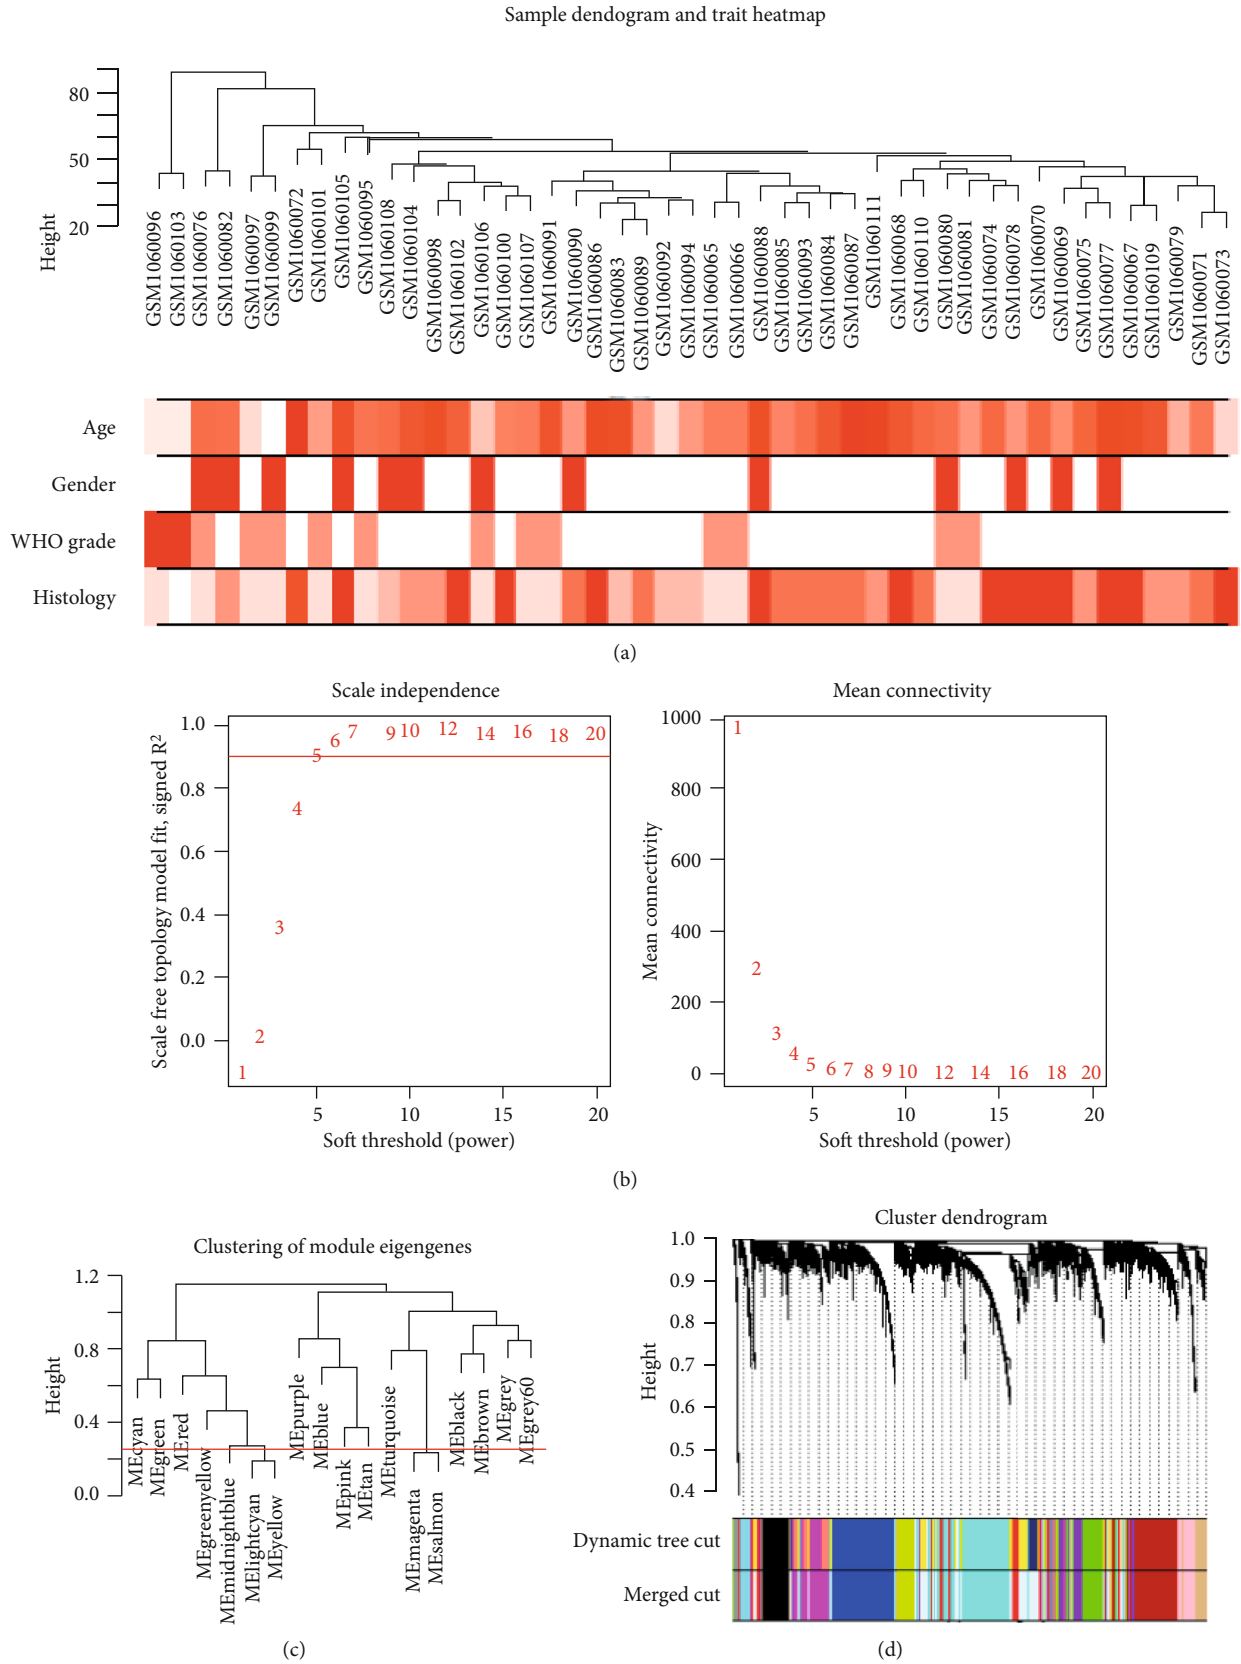 Sample dendogram and trait heatmap
80
50
20
Height
GSM1060096
GSM1060103
GSM1060076
GSM1060082
GSM1060097
GSM1060099
GSM1060072
GSM1060101
GSM1060105
GSM1060095
GSM1060108
GSM1060104
GSM1060098
GSM1060102
GSM1060106
GSM1060100
GSM1060107
GSM1060091
GSM1060090
GSM1060086
GSM1060083
GSM1060089
GSM1060092
GSM1060094
GSM1060065
GSM1060066
GSM1060088
GSM1060085
GSM1060093
GSM1060084
GSM1060087
GSM1060111
GSM1060068
GSM1060110
GSM1060080
GSM1060081
GSM1060074
GSM1060078
GSM1060070
GSM1060069
GSM1060075
GSM1060077
GSM1060067
GSM1060109
GSM1060079
GSM1060071
GSM1060073
Age
Gender
WHO grade
Histology
(a)
Scale independence
Scale free topology model fit, signed R²
1.0
0.8
0.6
0.4
0.2
0.0
1
2
3
4
5
6
7
9
10
12
14
16
18
20
5
10
15
20
Soft threshold (power)
Mean connectivity
Mean connectivity
1000
800
600
400
200
0
1
2
3
4
5
6
7
8
9
10
12
14
16
18
20
5
10
15
20
Soft threshold (power)
(b)
Clustering of module eigengenes
Height
1.2
0.8
0.4
0.0
MEcyan
MEgreen
MEred
MEgreenyellow
MEmidnightblue
MElightcyan
MEyellow
MEpurple
MEblue
MEpink
MEtan
MEturquoise
MEmagenta
MEsalmon
MEblack
MEbrown
MEgrey
MEgrey60
(c)
Cluster dendrogram
Height
1.0
0.9
0.8
0.7
0.6
0.5
0.4
Dynamic tree cut
Merged cut
(d)